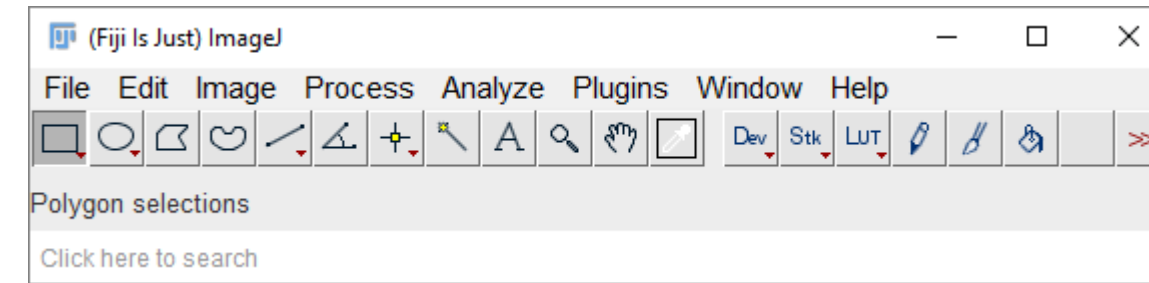 (Fiji Is Just) ImageJ
File Edit Image Process Analyze Plugins Window Help
A Dev Stk LUT >>
Polygon selections
Click here to search